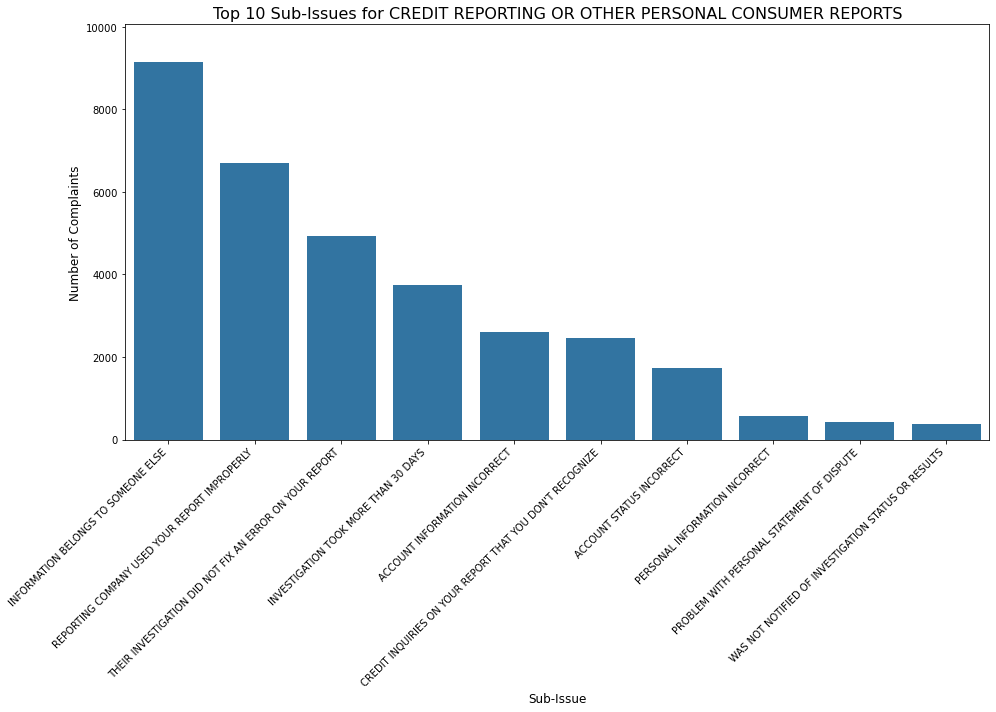 Top 10 Sub-Issues for CREDIT REPORTING OR OTHER PERSONAL CONSUMER REPORTS
10000
8000
6000
4000
2000
0
Number of Complaints
INFORMATION BELONGS TO SOMEONE ELSE
REPORTING COMPANY USED YOUR REPORT IMPROPERLY
THEIR INVESTIGATION DID NOT FIX AN ERROR ON YOUR REPORT
INVESTIGATION TOOK MORE THAN 30 DAYS
ACCOUNT INFORMATION INCORRECT
CREDIT INQUIRIES ON YOUR REPORT THAT YOU DON'T RECOGNIZE
ACCOUNT STATUS INCORRECT
PERSONAL INFORMATION INCORRECT
PROBLEM WITH PERSONAL STATEMENT OF DISPUTE
WAS NOT NOTIFIED OF INVESTIGATION STATUS OR RESULTS
Sub-Issue